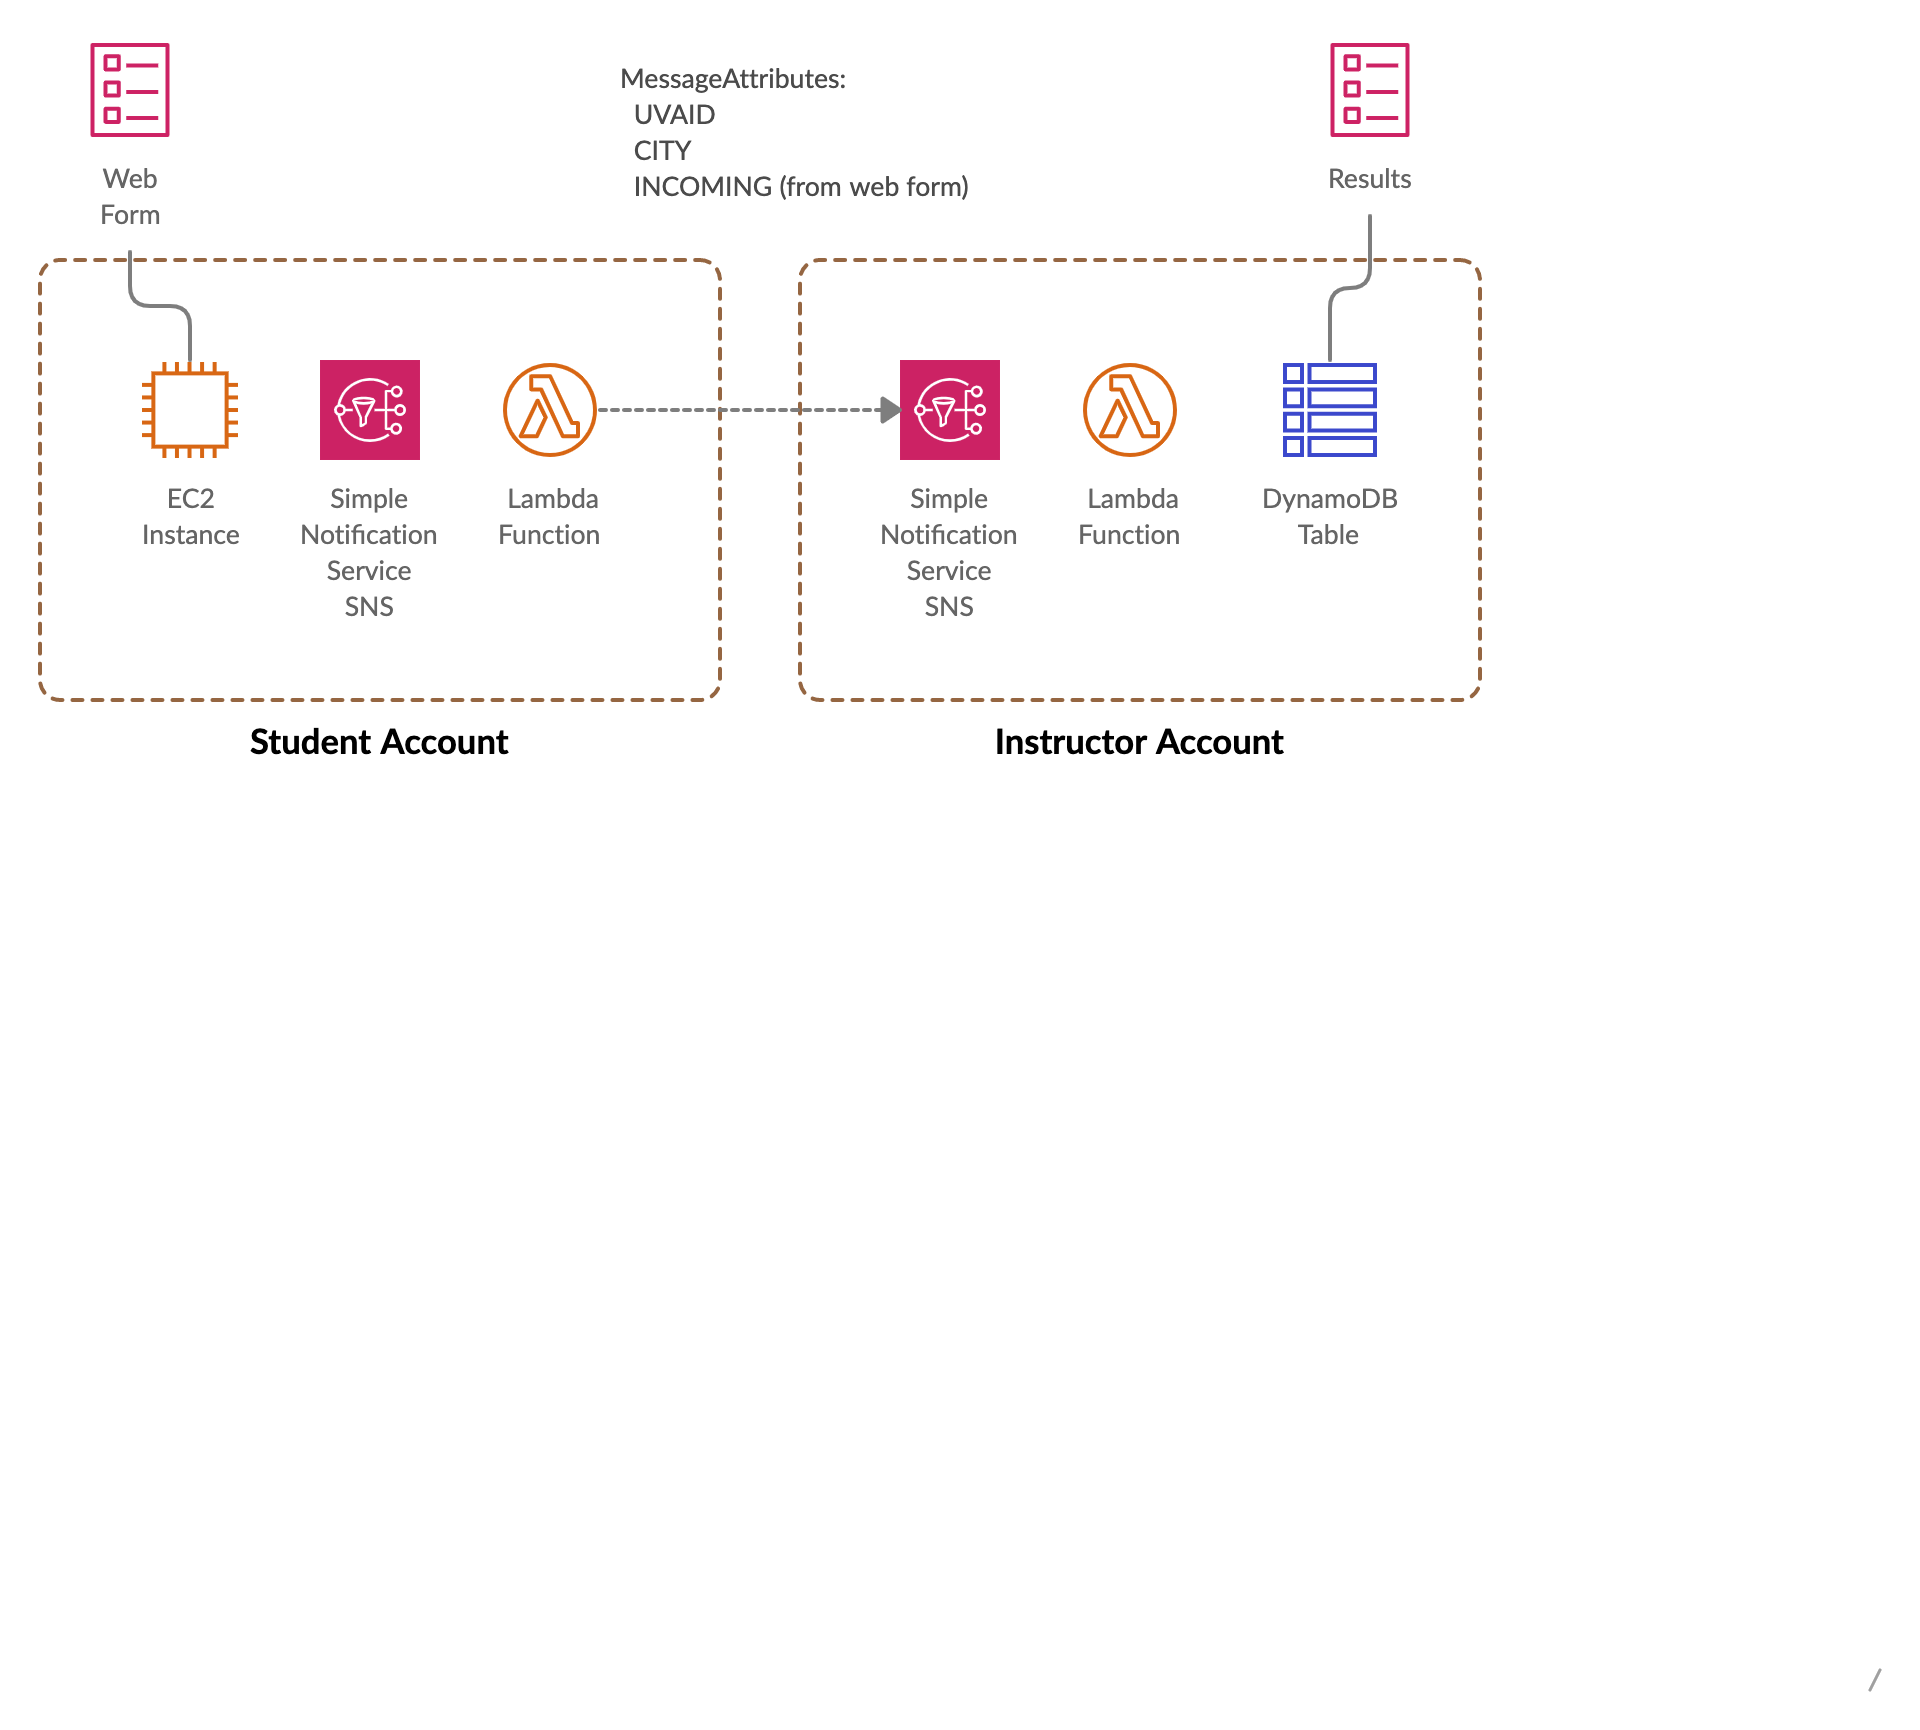 Web
Form
MessageAttributes:
UVAID
CITY
INCOMING (from web form)
Results
EC2
Instance
Simple
Notification
Service
SNS
Lambda
Function
Simple
Notification
Service
SNS
Lambda
Function
DynamoDB
Table
Student Account
Instructor Account